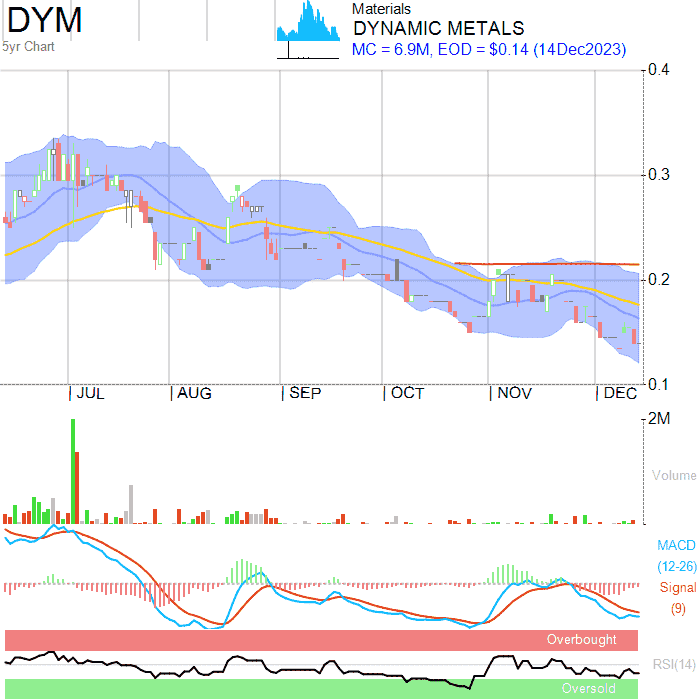 DYM
5yr Chart
Materials
DYNAMIC METALS
MC = 6.9M, EOD = $0.14 (14Dec2023)
0.4
0.3
0.2
0.1
JUL
AUG
SEP
OCT
NOV
DEC
2M
Volume
MACD
(12-26)
Signal
(9)
Overbought
RSI(14)
Oversold